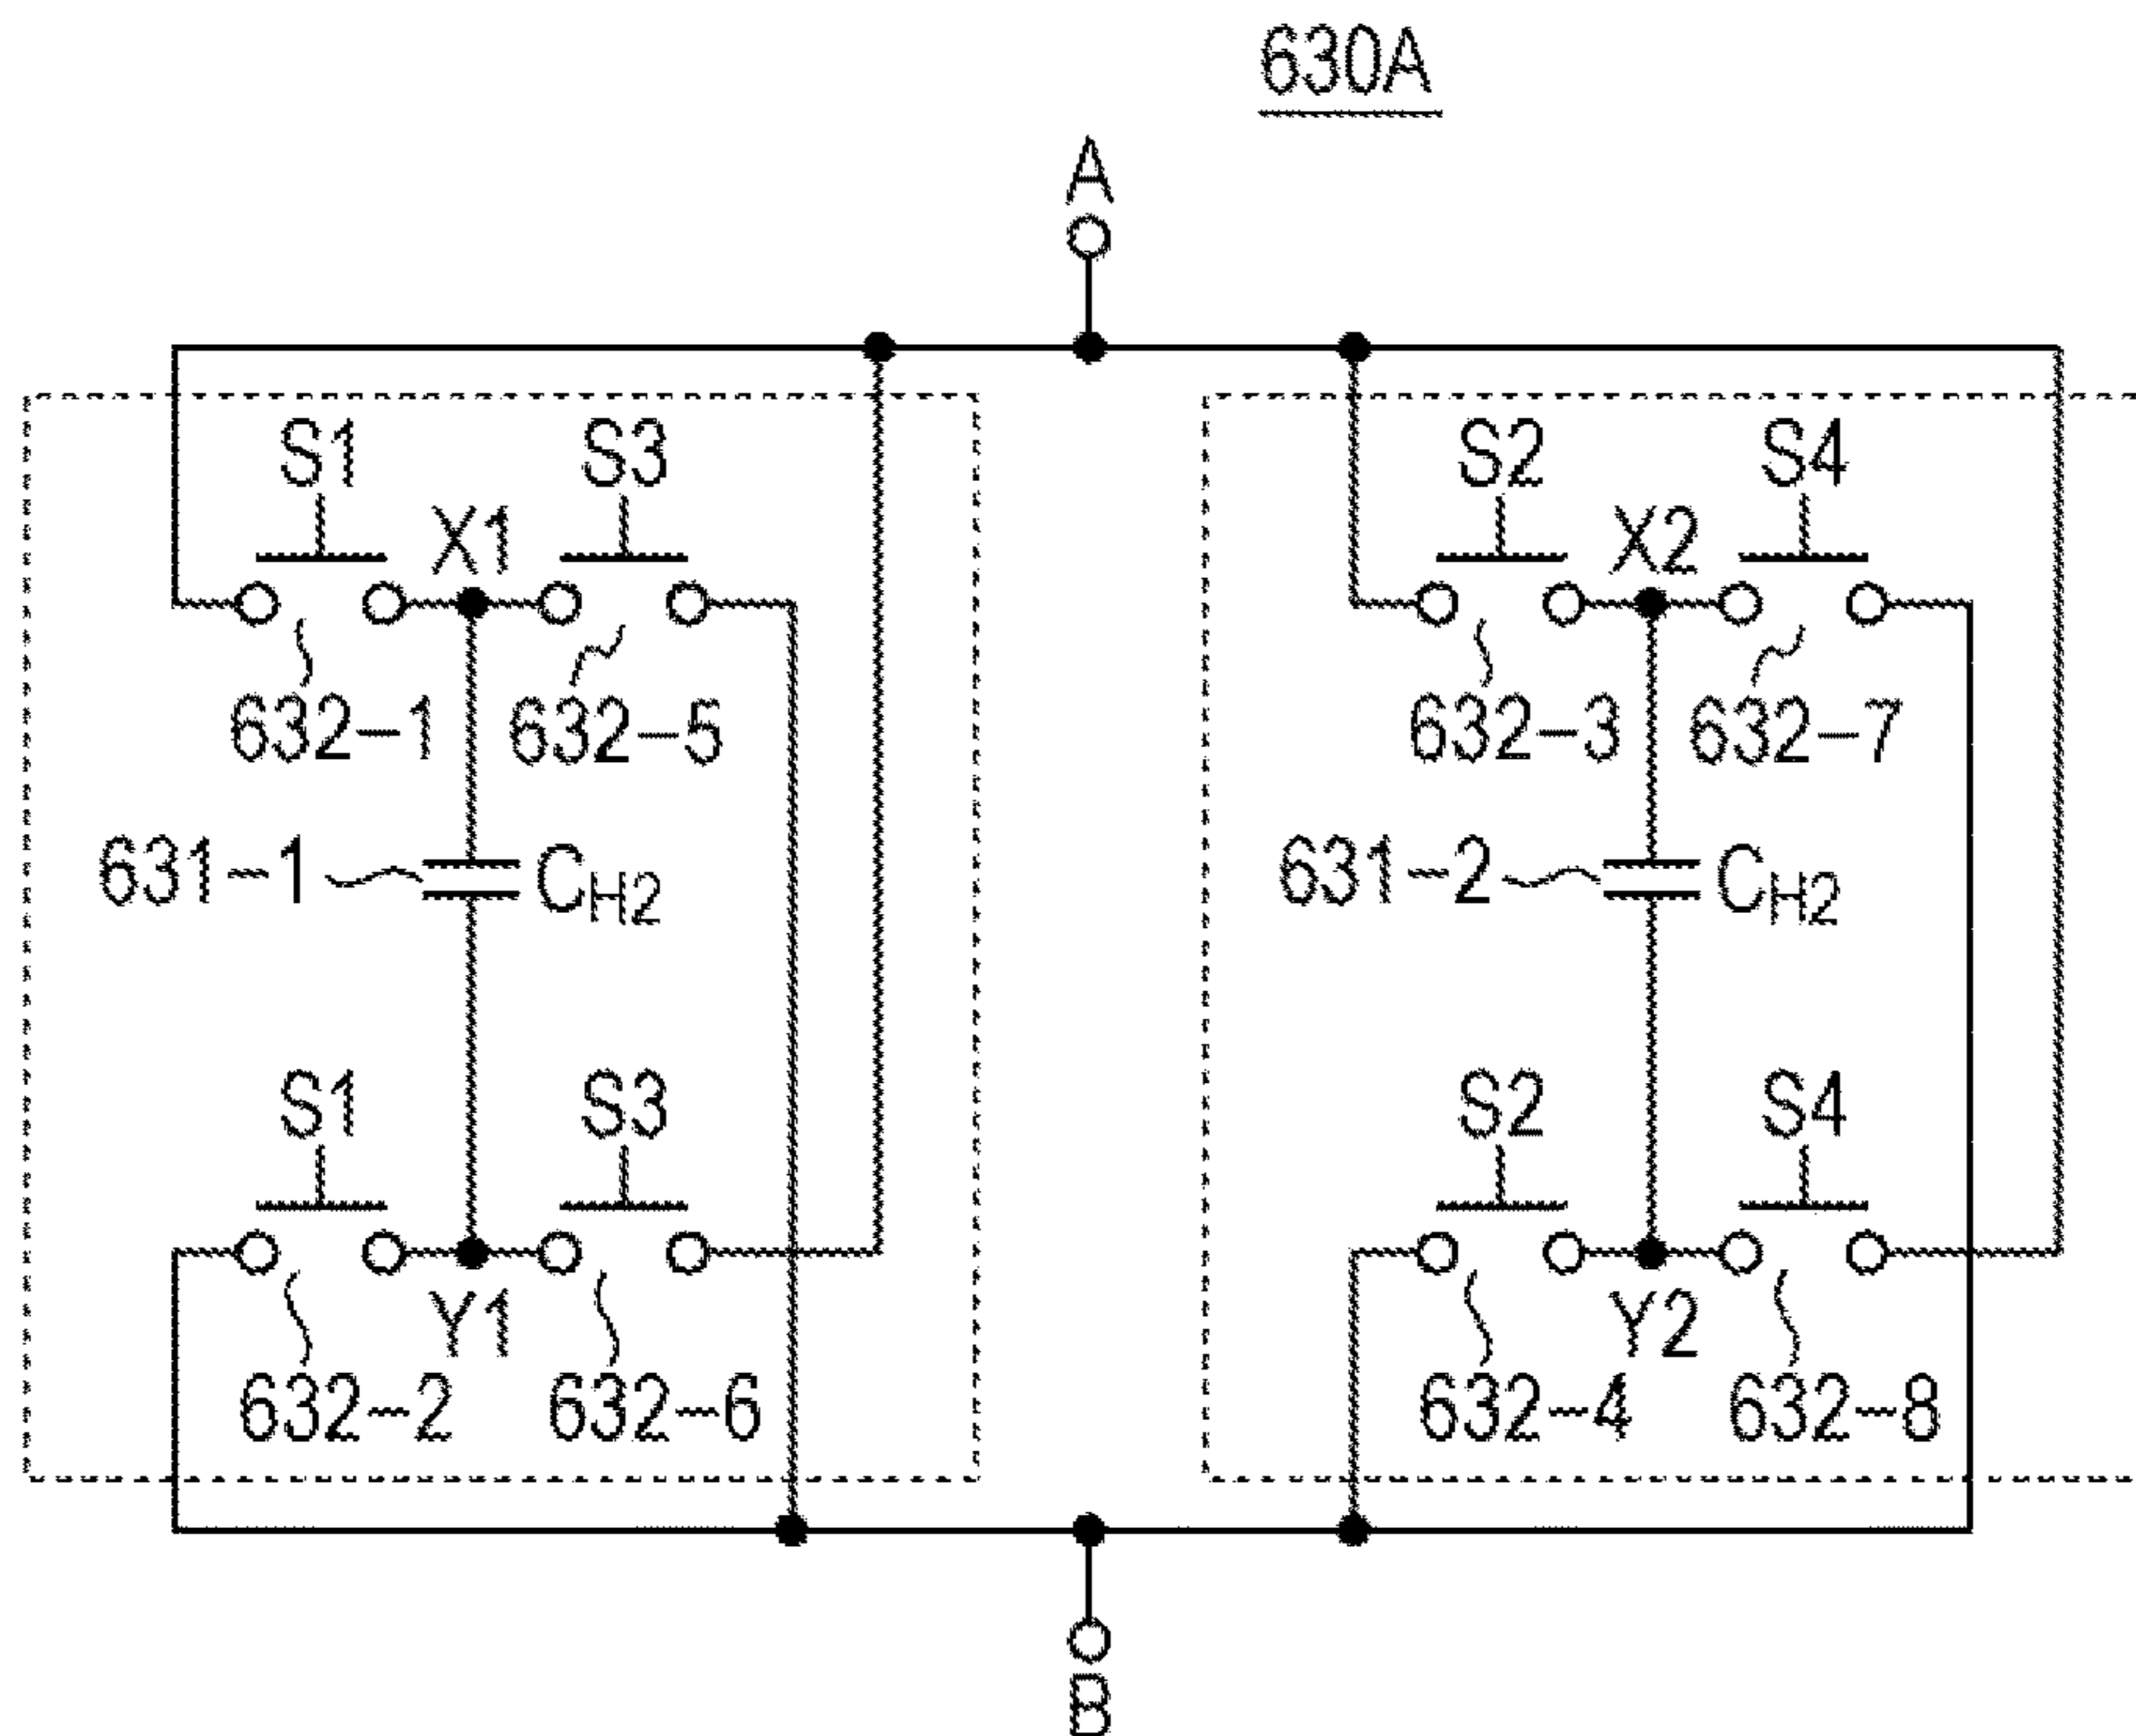 630A
A
S1 S3 S2 S4
X1 X2
632-1 632-5 632-3 632-7
631-1 CH2 631-2 CH2
S1 S3 S2 S4
Y1 Y2
632-2 632-6 632-4 632-8
B